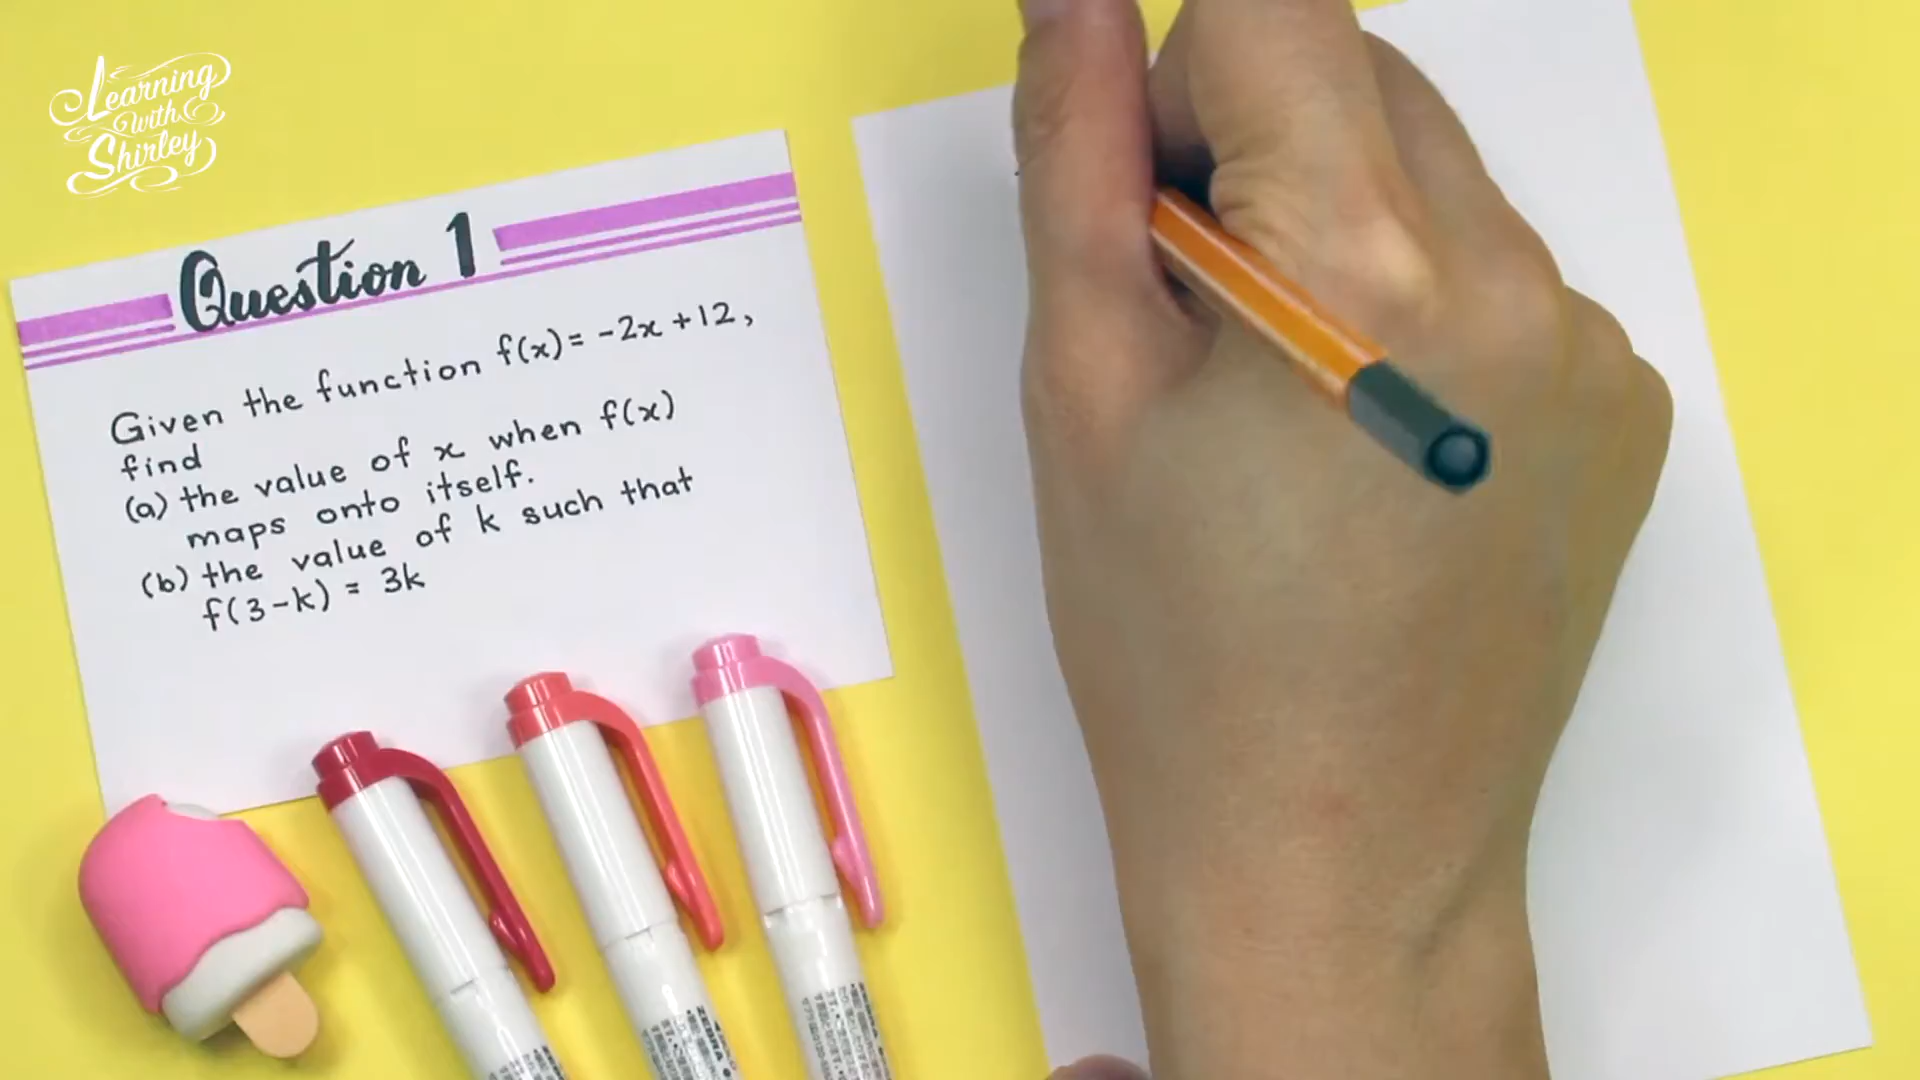 Learning
with
Shirley
Question 1
Given the function f(x) = -2x + 12,
find
(a) the value of x when f(x)
maps onto itself.
(b) the value of k such that
f(3-k) = 3k
ZEBRA